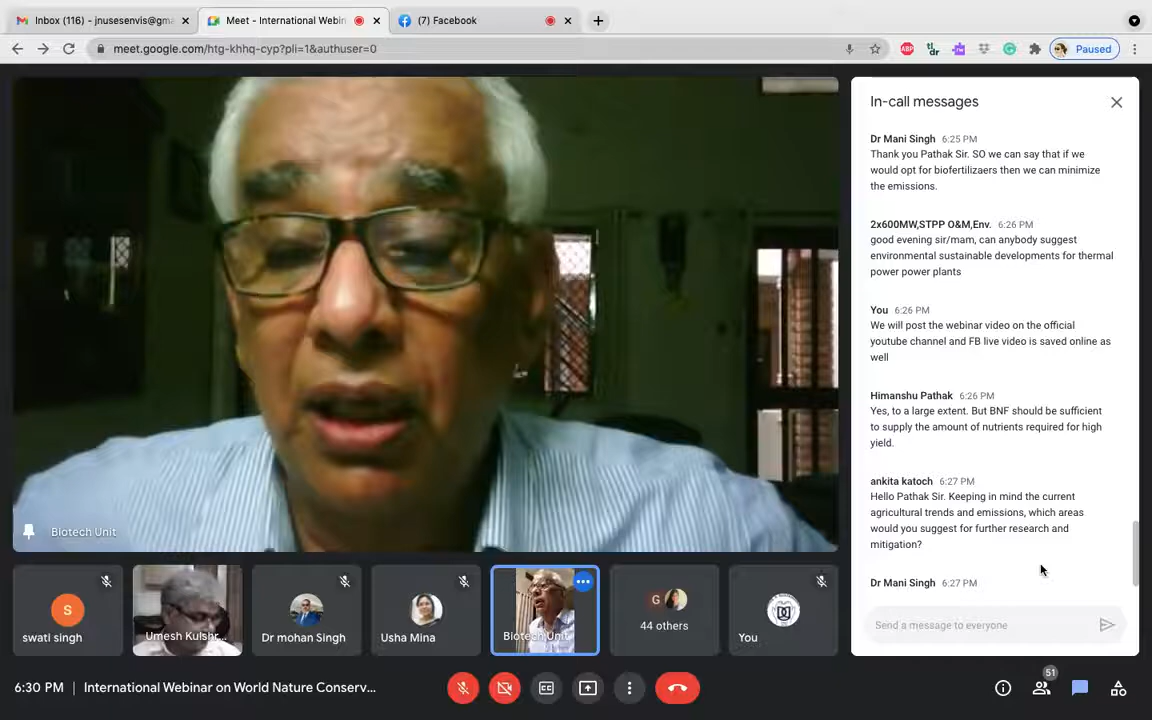 Inbox (116) - jnusesenvis@gma
Meet - International Webin
(7) Facebook
meet.google.com/htg-khhq-cyp?pli=1&authuser=0
ABP
tl;dr
Paused
In-call messages
Dr Mani Singh 6:25 PM
Thank you Pathak Sir. SO we can say that if we
would opt for biofertilizaers then we can minimize
the emissions.
2x600MW,STPP O&M,Env. 6:26 PM
good evening sir/mam, can anybody suggest
environmental sustainable developments for thermal
power power plants
You 6:26 PM
We will post the webinar video on the official
youtube channel and FB live video is saved online as
well
Himanshu Pathak 6:26 PM
Yes, to a large extent. But BNF should be sufficient
to supply the amount of nutrients required for high
yield.
ankita katoch 6:27 PM
Hello Pathak Sir. Keeping in mind the current
agricultural trends and emissions, which areas
would you suggest for further research and
mitigation?
Dr Mani Singh 6:27 PM
Send a message to everyone
Biotech Unit
S
swati singh
Umesh Kulshr...
Dr mohan Singh
Usha Mina
Biotech Unit
G
44 others
You
6:30 PM | International Webinar on World Nature Conserv...
CC
51